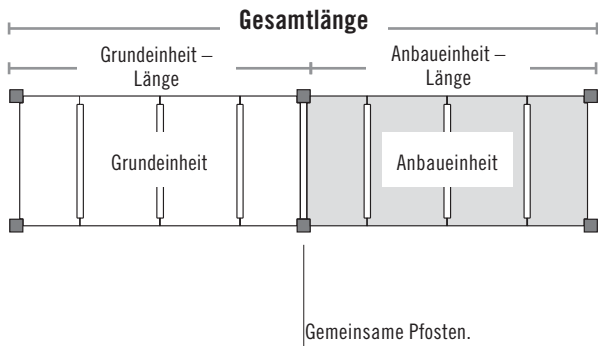 Gesamtlänge
Grundeinheit –
Länge
Anbaueinheit –
Länge
Grundeinheit
Anbaueinheit
Gemeinsame Pfosten.